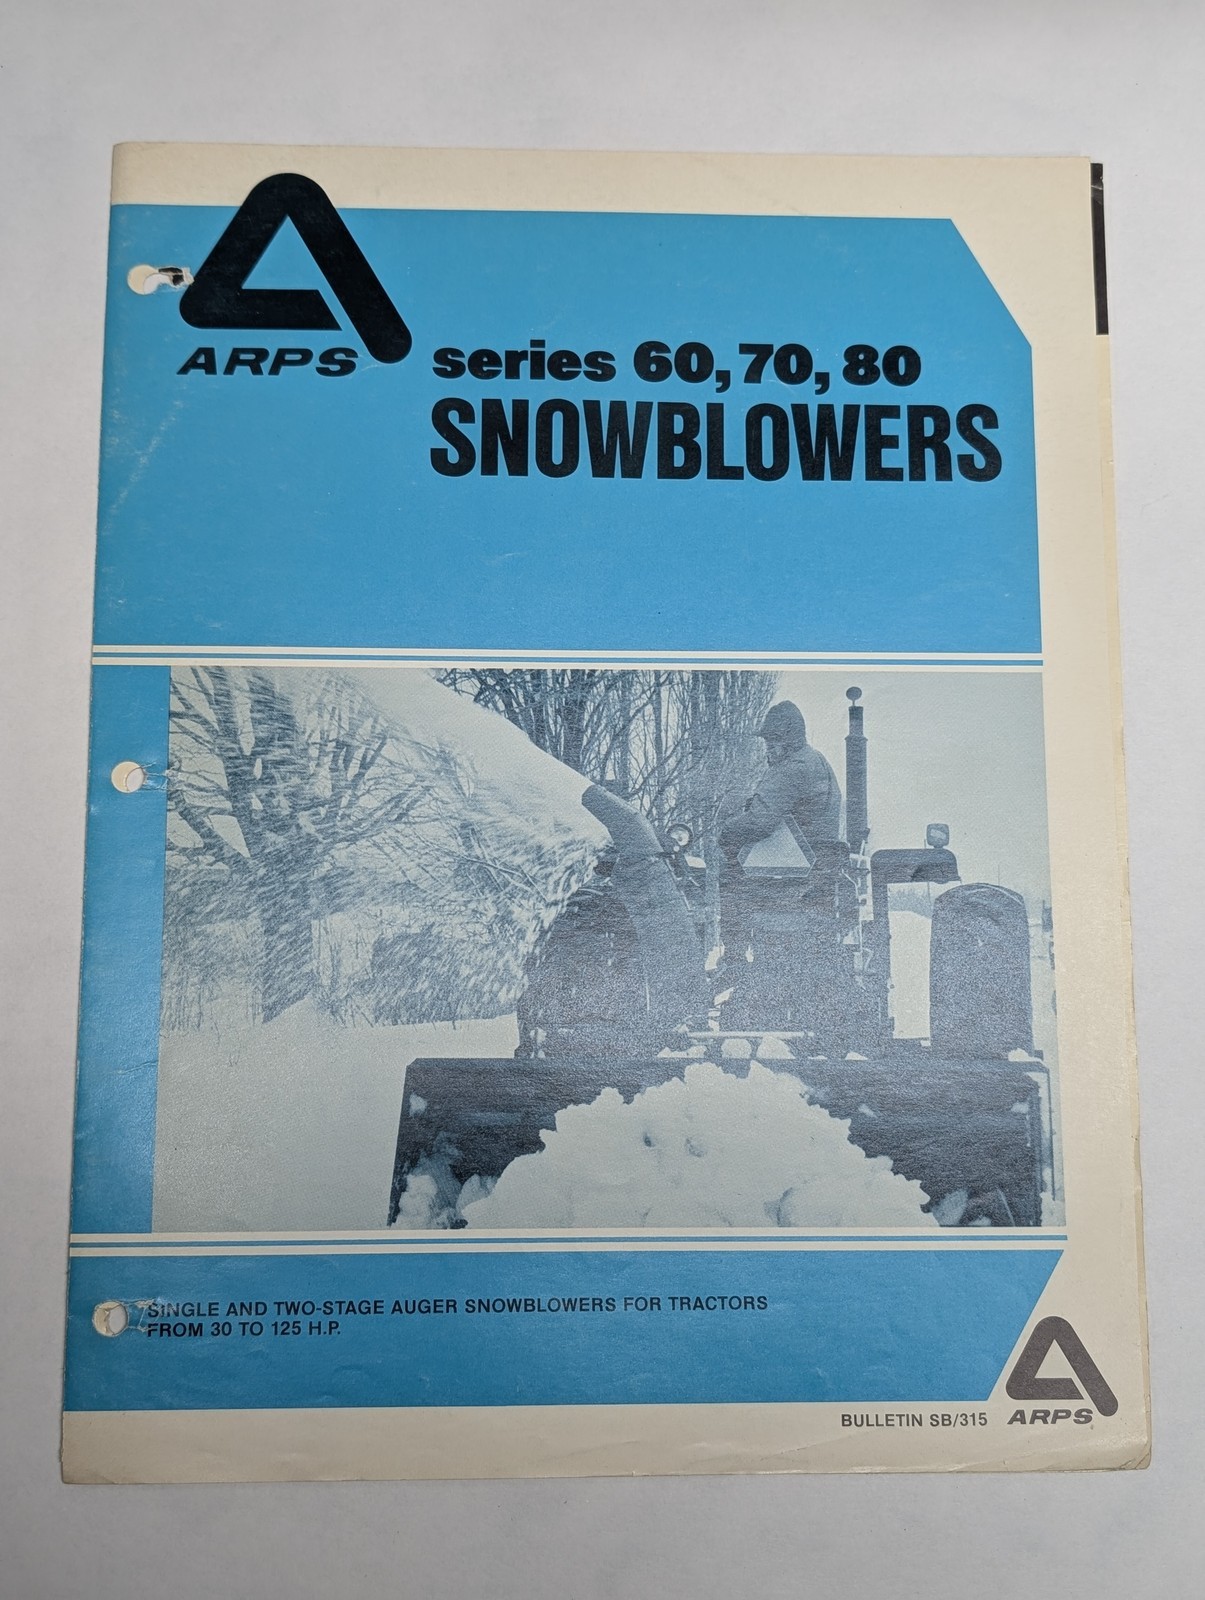 ARPS
series 60, 70, 80
SNOWBLOWERS
SINGLE AND TWO-STAGE AUGER SNOWBLOWERS FOR TRACTORS
FROM 30 TO 125 H.P.
BULLETIN SB/315
ARPS